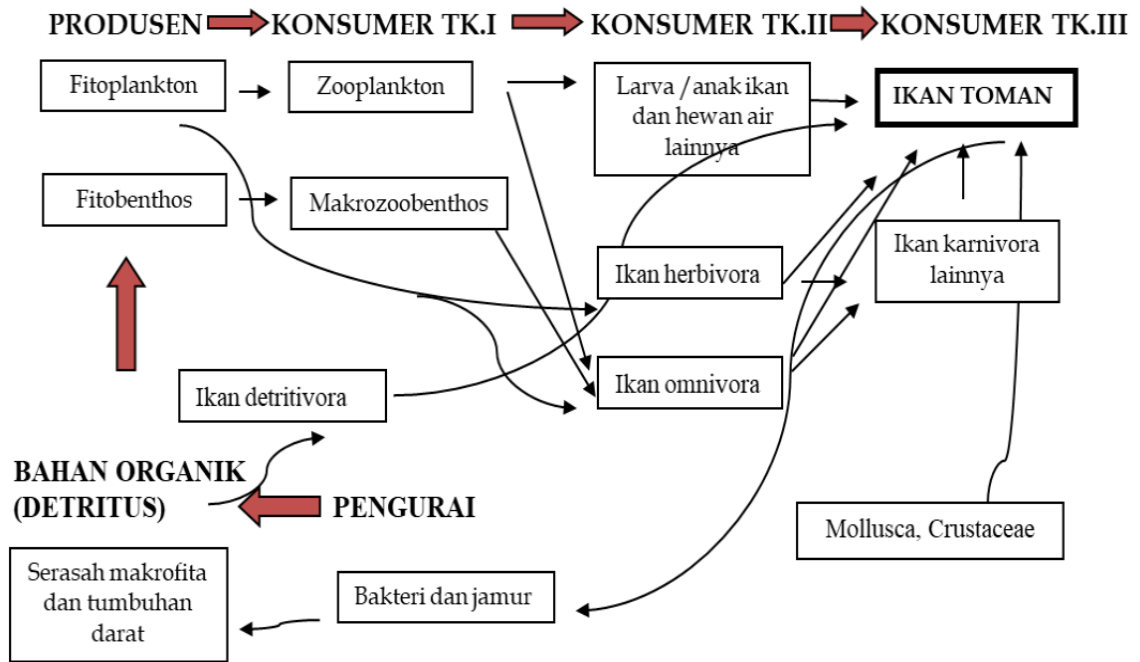 PRODUSEN KONSUMER TK.I KONSUMER TK.II KONSUMER TK.III
Fitoplankton
Zooplankton
Larva / anak ikan
dan hewan air
lainnya
IKAN TOMAN
Fitobenthos
Makrozoobenthos
Ikan herbivora
Ikan karnivora
lainnya
Ikan detritivora
Ikan omnivora
BAHAN ORGANIK
(DETRITUS)
PENGURAI
Mollusca, Crustaceae
Serasah makrofita
dan tumbuhan
darat
Bakteri dan jamur